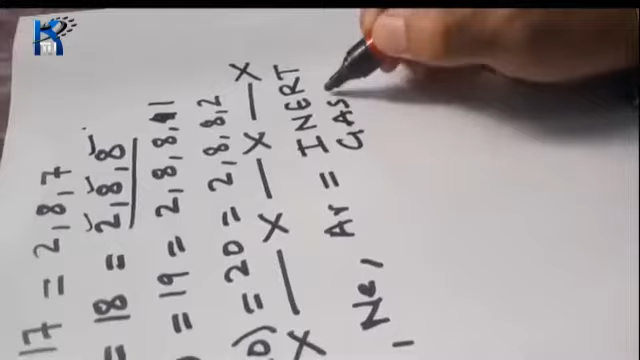 17 = 2,8,7
= 18 = 2,8,8
= 19 = 2,8,8,1
) = 20 = 2,8,8,2
X — X — X — X
Ne, Ar = INERT
GAS